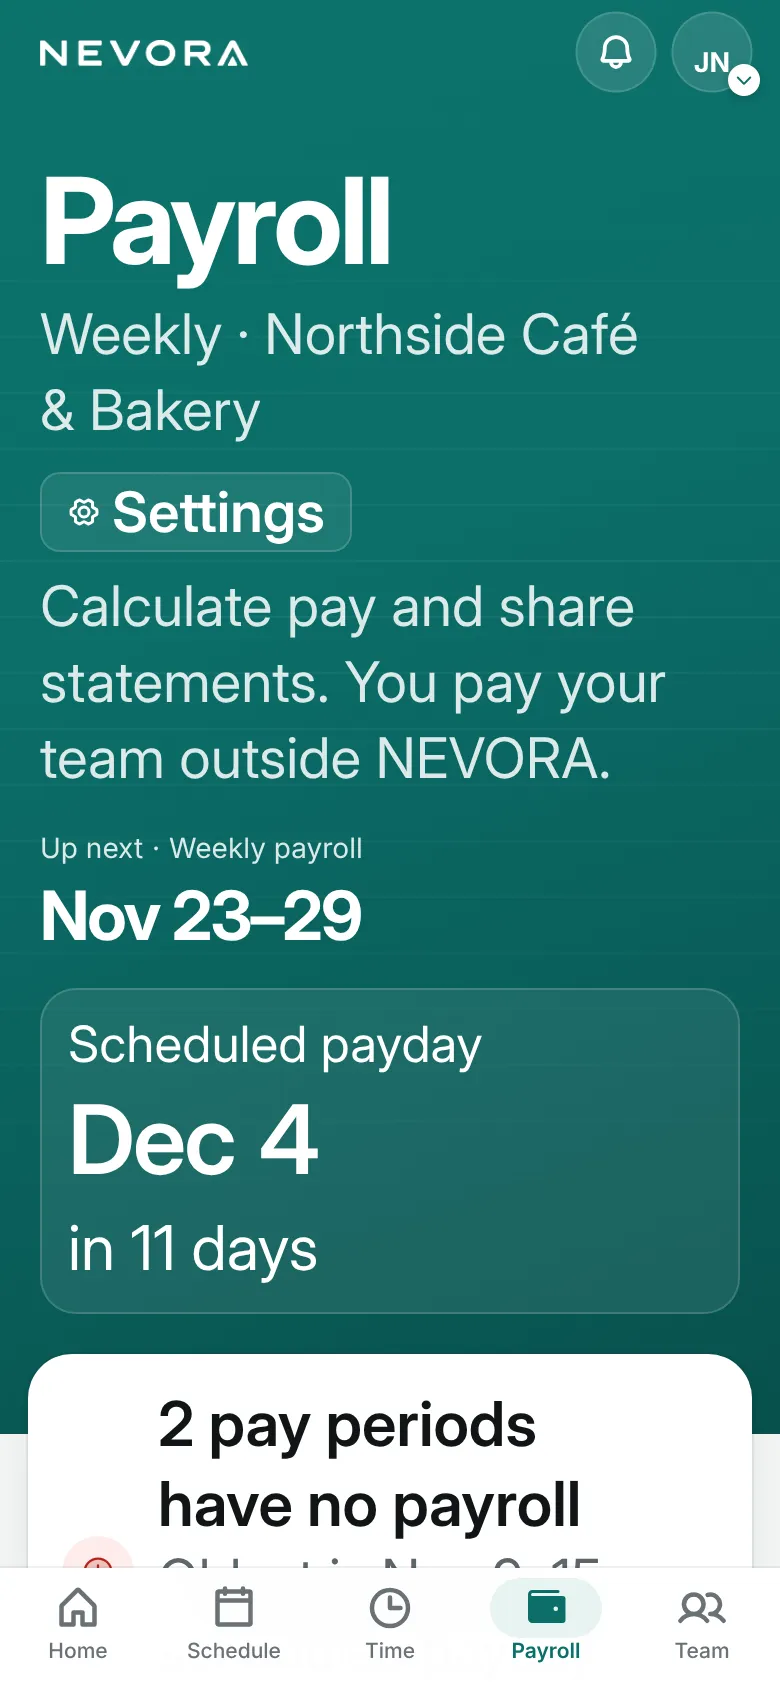 NEVORA
JN
Payroll
Weekly · Northside Café
& Bakery
Settings
Calculate pay and share
statements. You pay your
team outside NEVORA.
Up next · Weekly payroll
Nov 23–29
Scheduled payday
Dec 4
in 11 days
2 pay periods
have no payroll
Home
Schedule
Time
Payroll
Team